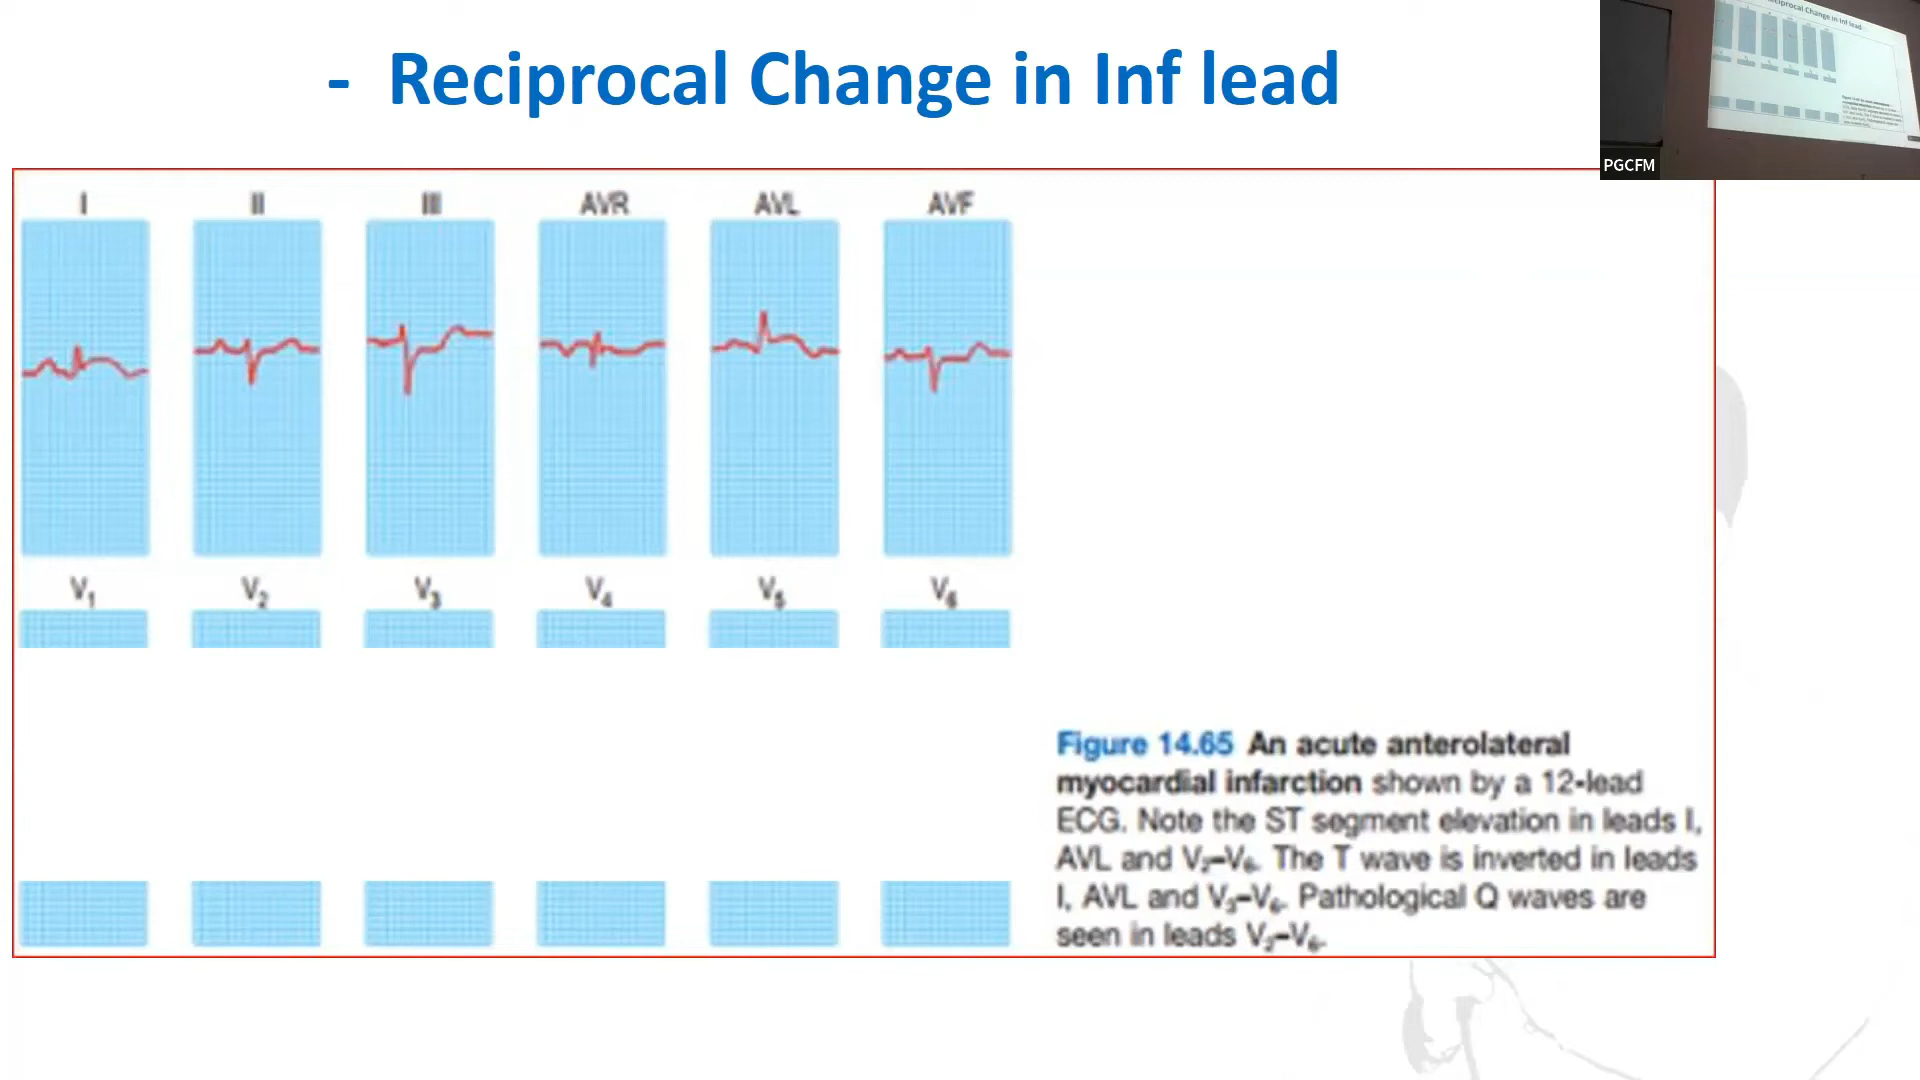 - Reciprocal Change in Inf lead
PGCFM
I II III AVR AVL AVF
V1 V2 V3 V4 V5 V6
Figure 14.65 An acute anterolateral
myocardial infarction shown by a 12-lead
ECG. Note the ST segment elevation in leads I,
AVL and V2–V6. The T wave is inverted in leads
I, AVL and V3–V6. Pathological Q waves are
seen in leads V2–V6.